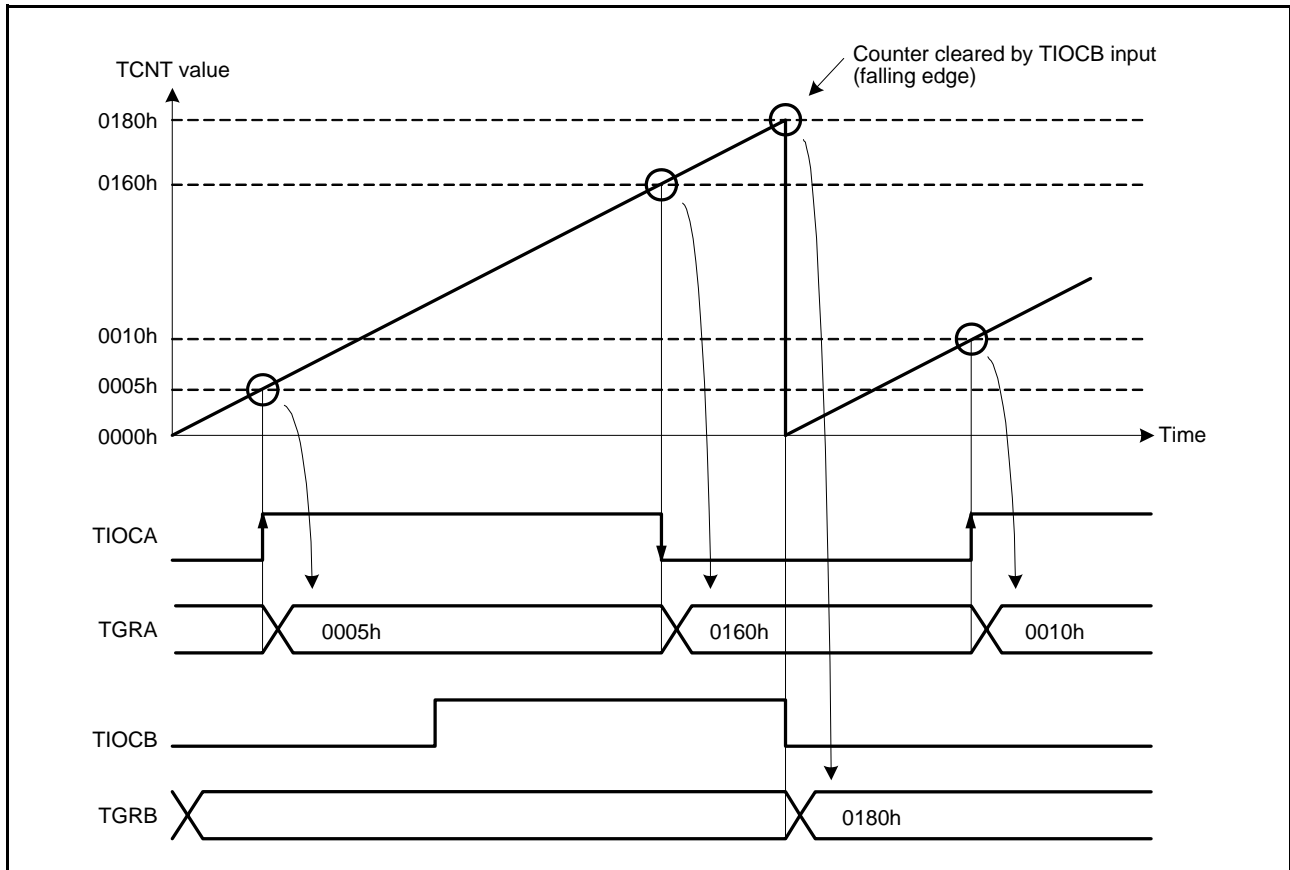 Counter cleared by TIOCB input
(falling edge)
TCNT value
0180h
0160h
0010h
0005h
0000h
Time
TIOCA
TGRA
0005h
0160h
0010h
TIOCB
TGRB
0180h